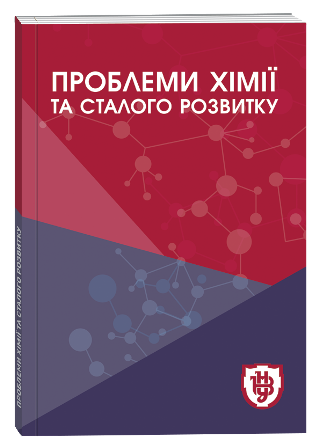 ПРОБЛЕМИ ХІМІЇ
ТА СТАЛОГО РОЗВИТКУ
ПРОБЛЕМИ ХІМІЇ ТА СТАЛОГО РОЗВИТКУ